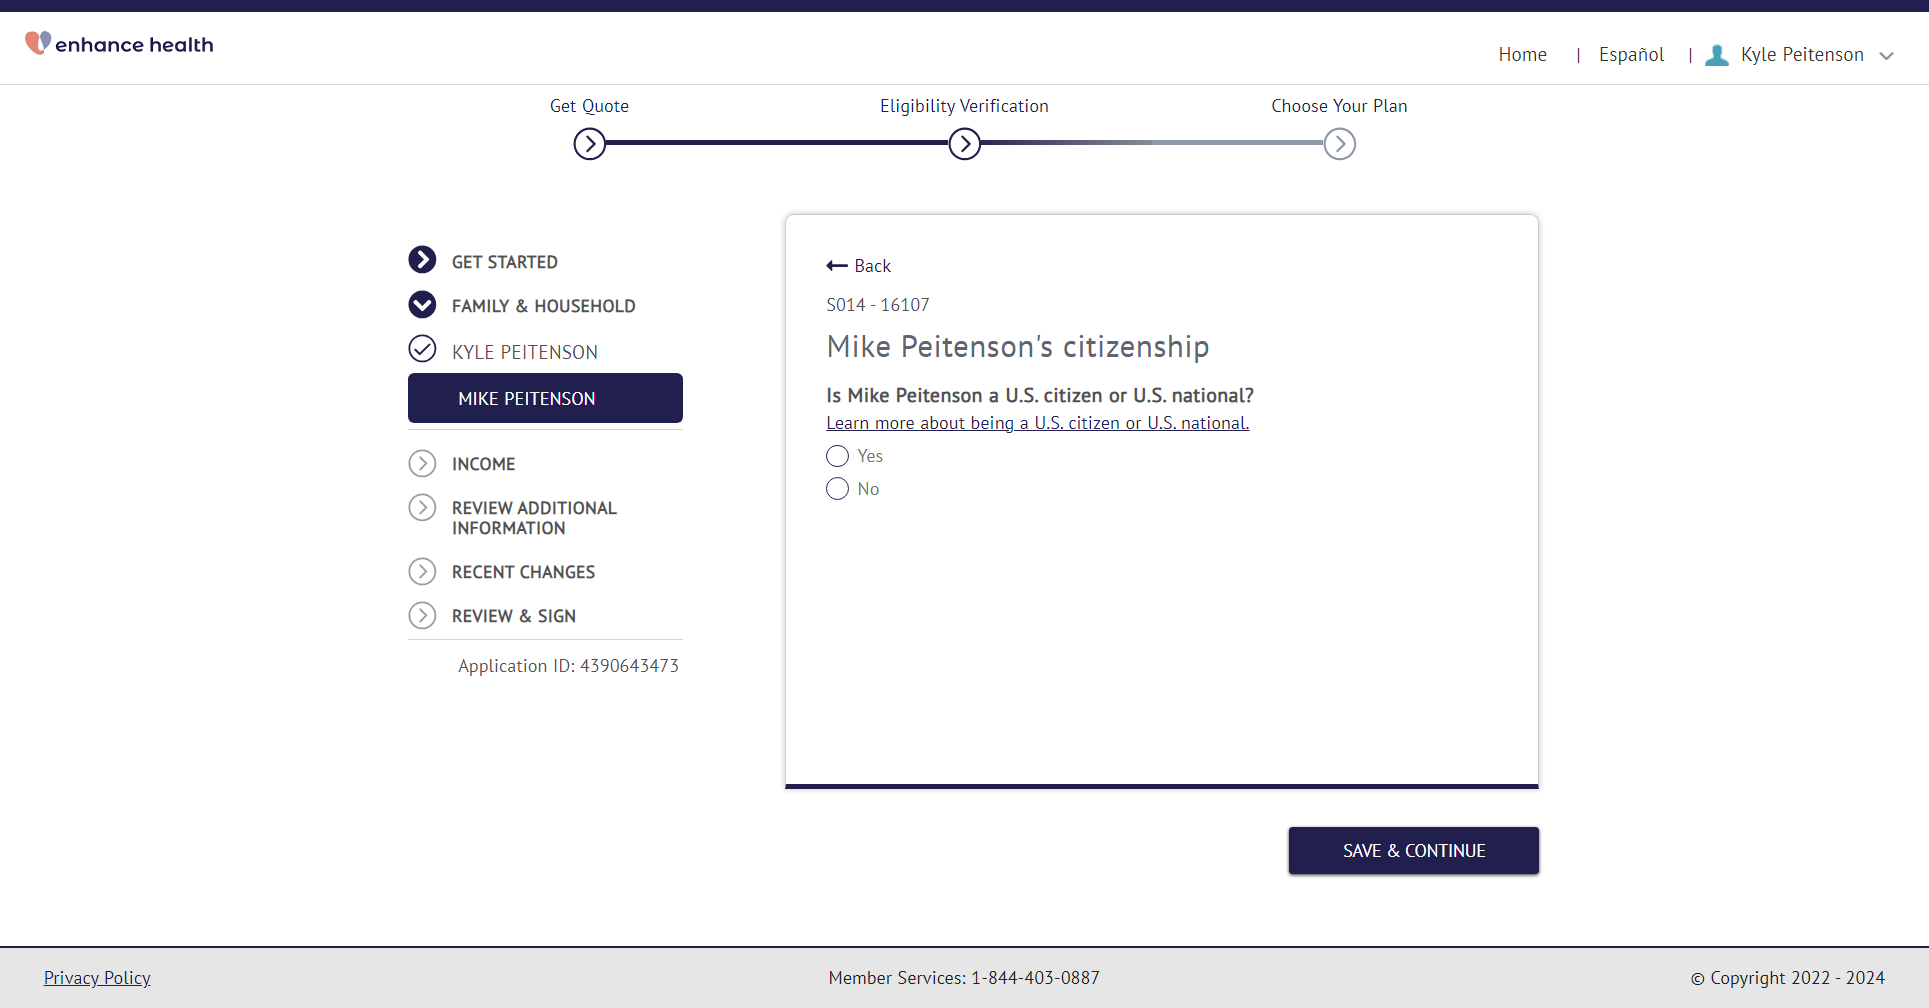 enhance health
Home | Español | Kyle Peitenson
Get Quote
Eligibility Verification
Choose Your Plan
GET STARTED
FAMILY & HOUSEHOLD
KYLE PEITENSON
MIKE PEITENSON
INCOME
REVIEW ADDITIONAL
INFORMATION
RECENT CHANGES
REVIEW & SIGN
Application ID: 4390643473
Back
S014 - 16107
Mike Peitenson's citizenship
Is Mike Peitenson a U.S. citizen or U.S. national?
Learn more about being a U.S. citizen or U.S. national.
Yes
No
SAVE & CONTINUE
Privacy Policy
Member Services: 1-844-403-0887
© Copyright 2022 - 2024